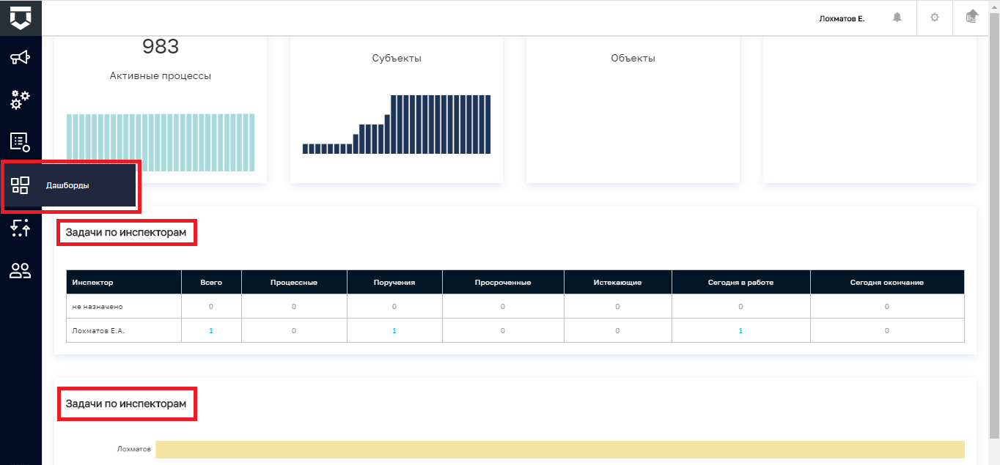 Лохматов Е.
983
Активные процессы
Субъекты
Объекты
Дашборды
Задачи по инспекторам
Инспектор Всего Процессные Поручения Просроченные Истекающие Сегодня в работе Сегодня окончание
не назначено 0 0 0 0 0 0 0
Лохматов Е.А. 1 0 1 0 0 1 0
Задачи по инспекторам
Лохматов